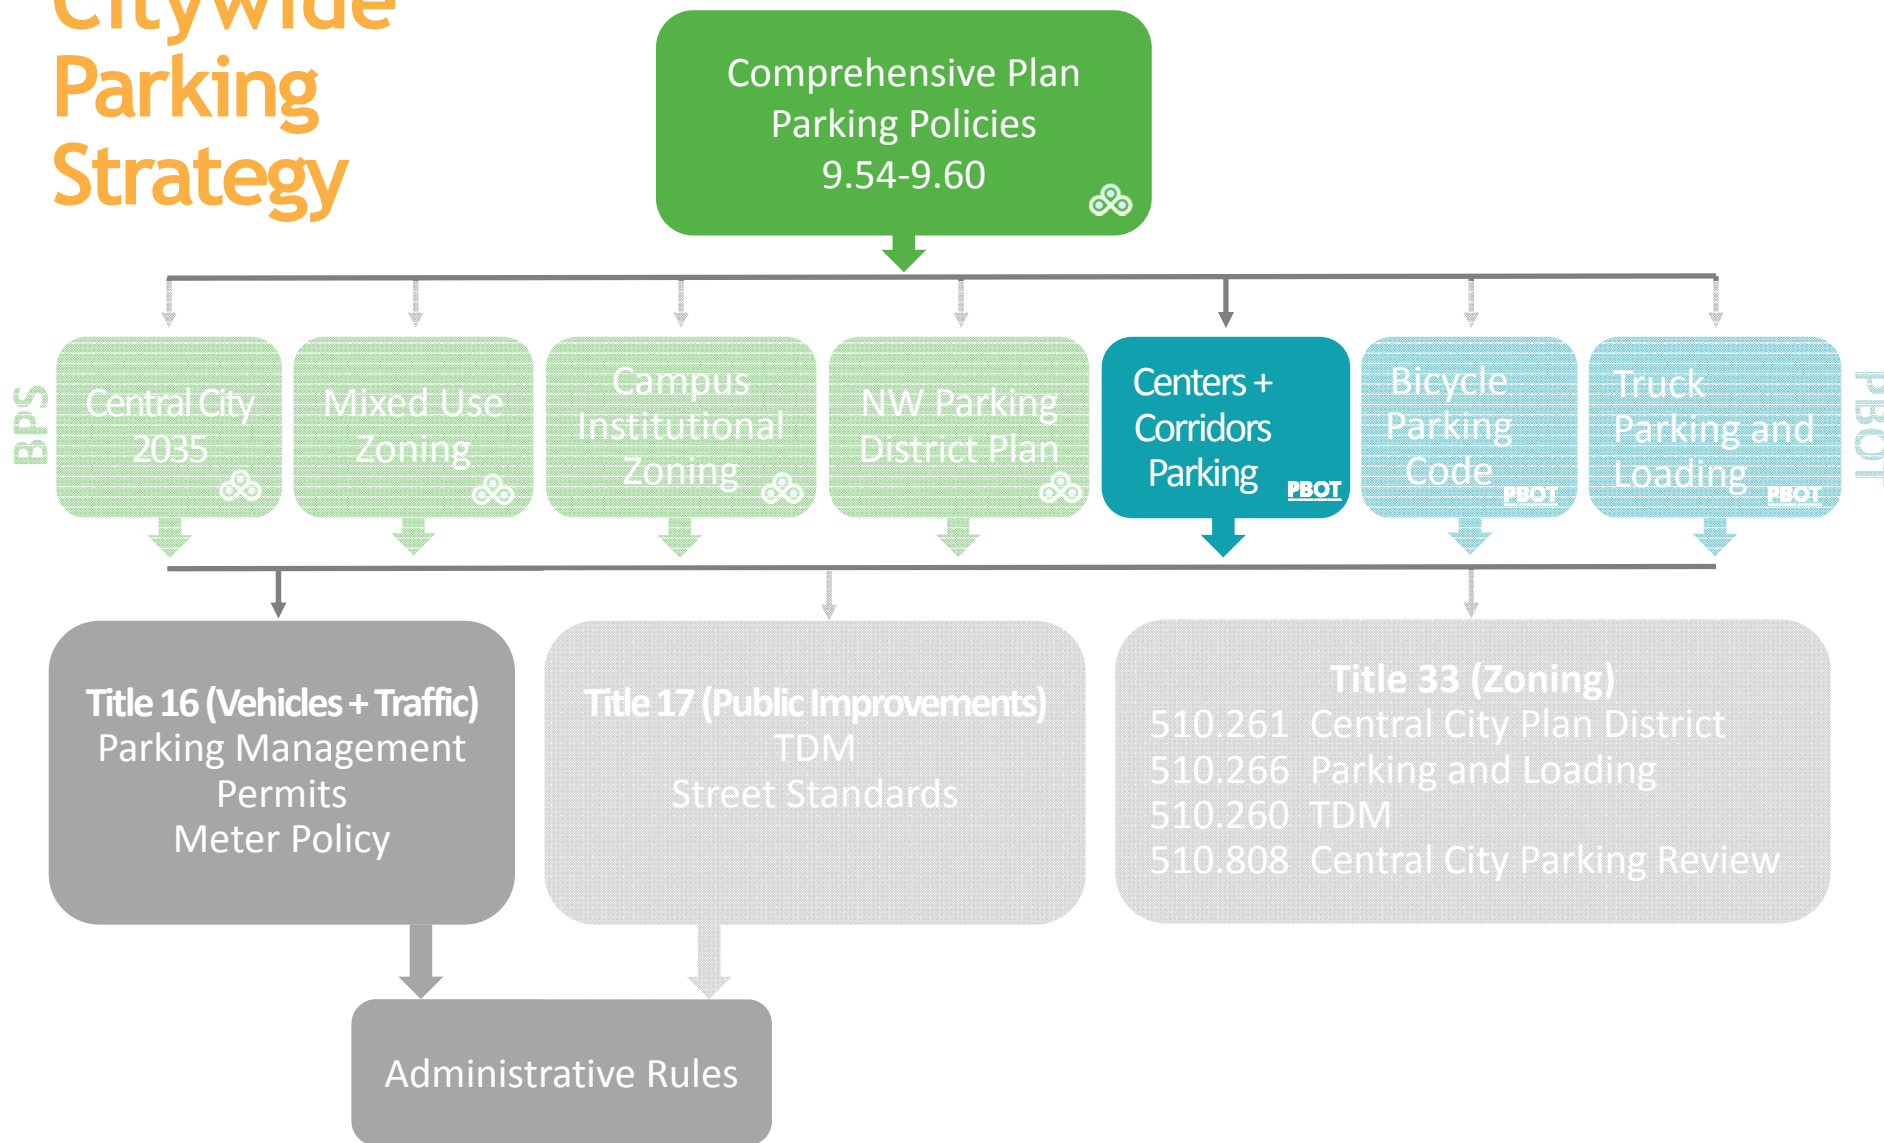 Citywide
Parking
Strategy
Comprehensive Plan
Parking Policies
9.54-9.60
BPS
Central City
2035
Mixed Use
Zoning
Campus
Institutional
Zoning
NW Parking
District Plan
Centers +
Corridors
Parking
PBOT
Bicycle
Parking
Code
PBOT
Truck
Parking and
Loading
PBOT
PBOT
Title 16 (Vehicles + Traffic)
Parking Management
Permits
Meter Policy
Title 17 (Public Improvements)
TDM
Street Standards
Title 33 (Zoning)
510.261 Central City Plan District
510.266 Parking and Loading
510.260 TDM
510.808 Central City Parking Review
Administrative Rules